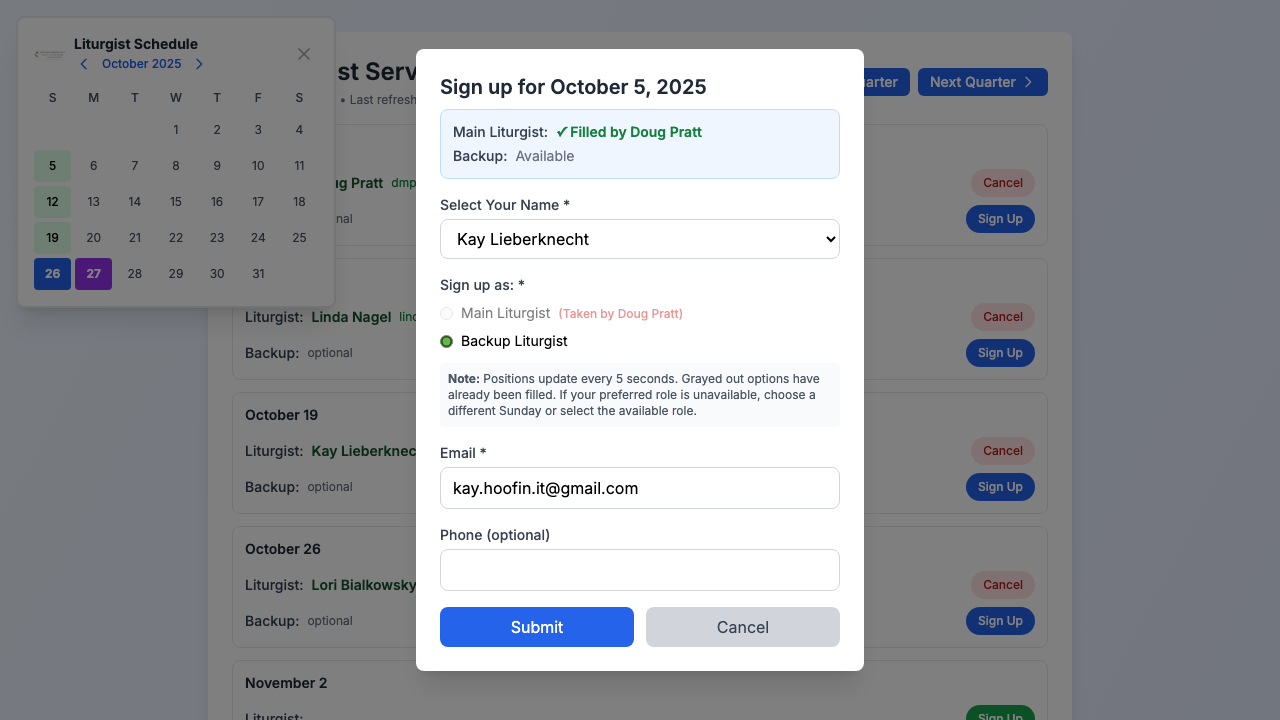 Liturgist Schedule
October 2025
S M T W T F S
1 2 3 4
5 6 7 8 9 10 11
12 13 14 15 16 17 18
19 20 21 22 23 24 25
26 27 28 29 30 31
st Serv
• Last refresh
arter
Next Quarter
ug Pratt dmp
Cancel
nal
Sign Up
Liturgist: Linda Nagel lind
Cancel
Backup: optional
Sign Up
October 19
Liturgist: Kay Lieberknec
Cancel
Backup: optional
Sign Up
October 26
Liturgist: Lori Bialkowsky
Cancel
Backup: optional
Sign Up
November 2
Liturgist:
Sign Up
Sign up for October 5, 2025
Main Liturgist: ✓ Filled by Doug Pratt
Backup: Available
Select Your Name *
Kay Lieberknecht
Sign up as: *
Main Liturgist (Taken by Doug Pratt)
Backup Liturgist
Note: Positions update every 5 seconds. Grayed out options have
already been filled. If your preferred role is unavailable, choose a
different Sunday or select the available role.
Email *
kay.hoofin.it@gmail.com
Phone (optional)
Submit
Cancel